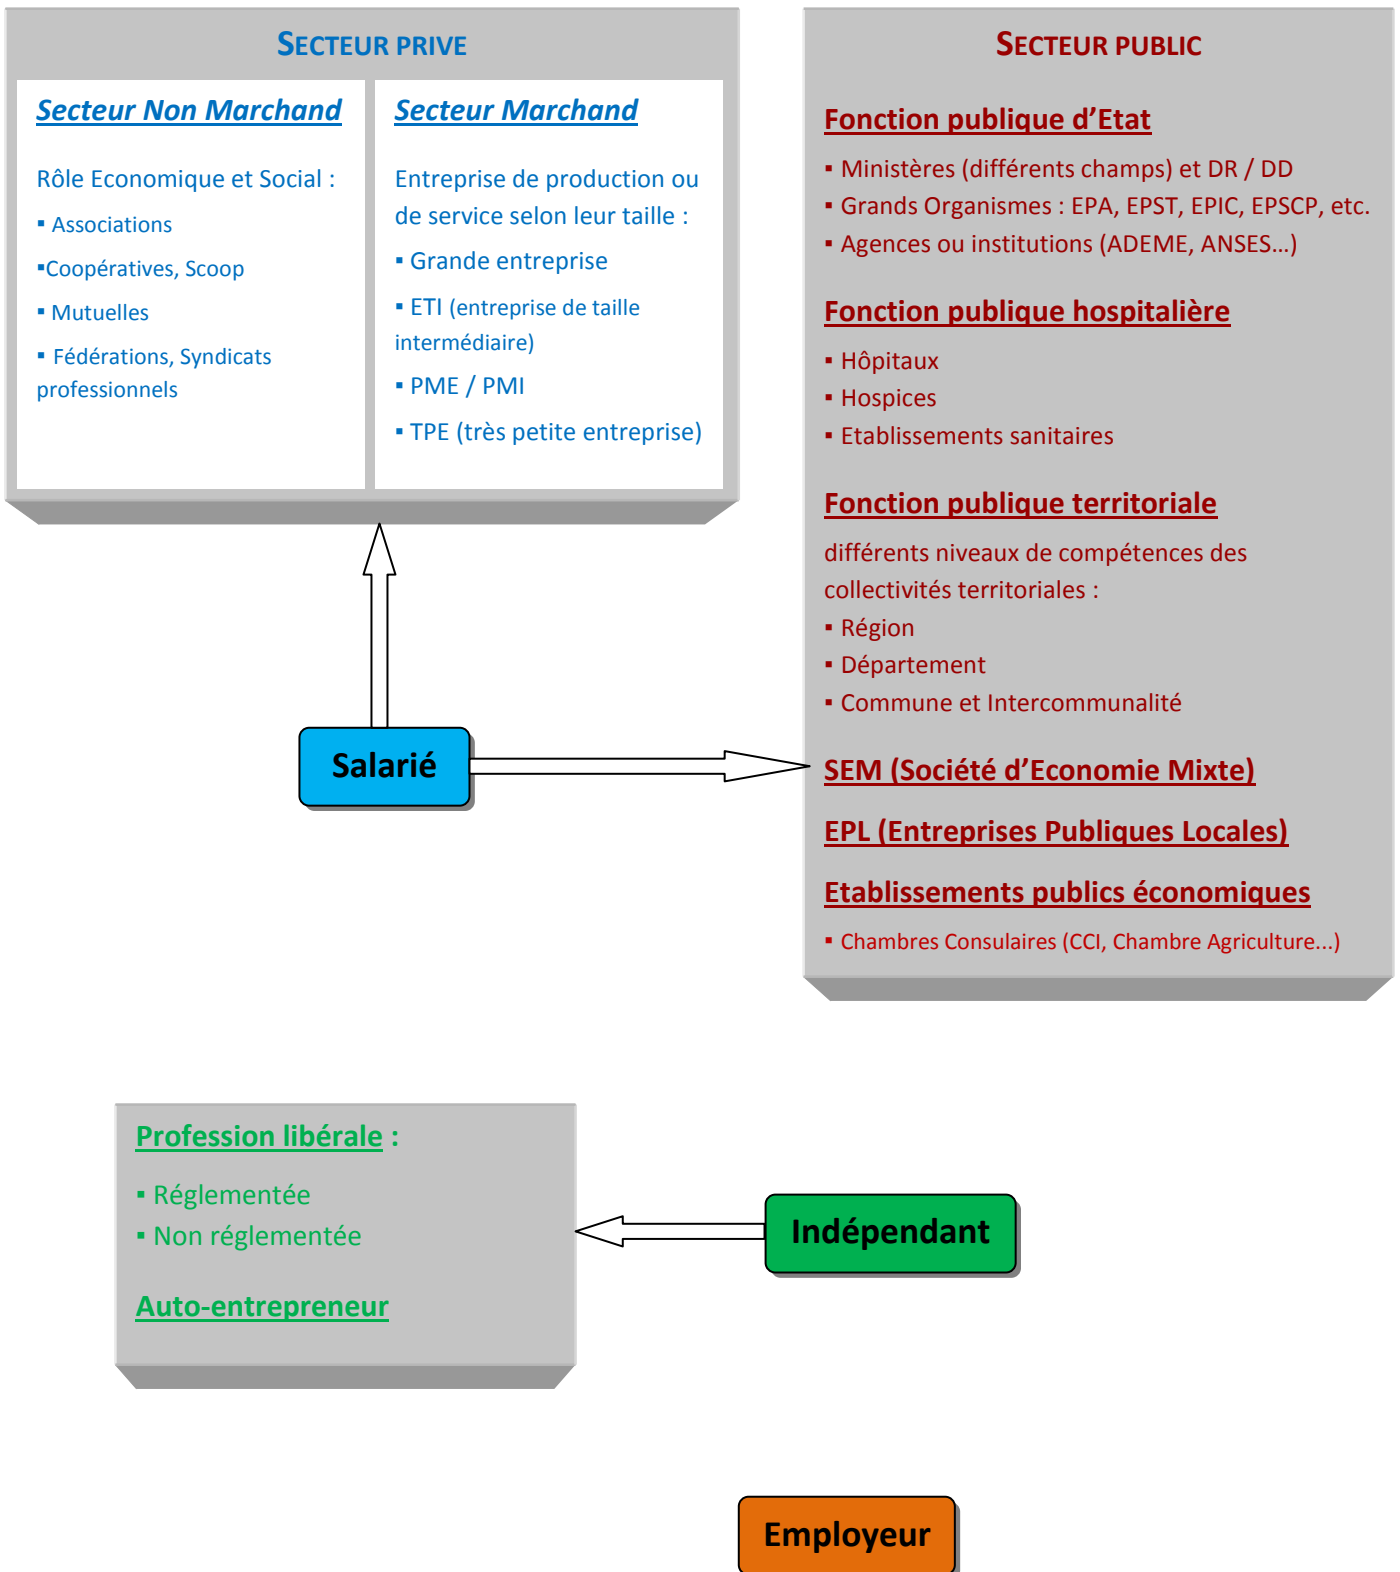 SECTEUR PRIVE
Secteur Non Marchand
Rôle Economique et Social :
▪ Associations
▪Coopératives, Scoop
▪ Mutuelles
▪ Fédérations, Syndicats
professionnels
Secteur Marchand
Entreprise de production ou
de service selon leur taille :
▪ Grande entreprise
▪ ETI (entreprise de taille
intermédiaire)
▪ PME / PMI
▪ TPE (très petite entreprise)
SECTEUR PUBLIC
Fonction publique d’Etat
▪ Ministères (différents champs) et DR / DD
▪ Grands Organismes : EPA, EPST, EPIC, EPSCP, etc.
▪ Agences ou institutions (ADEME, ANSES…)
Fonction publique hospitalière
▪ Hôpitaux
▪ Hospices
▪ Etablissements sanitaires
Fonction publique territoriale
différents niveaux de compétences des
collectivités territoriales :
▪ Région
▪ Département
▪ Commune et Intercommunalité
SEM (Société d’Economie Mixte)
EPL (Entreprises Publiques Locales)
Etablissements publics économiques
▪ Chambres Consulaires (CCI, Chambre Agriculture...)
Salarié
Profession libérale :
▪ Réglementée
▪ Non réglementée
Auto-entrepreneur
Indépendant
Employeur